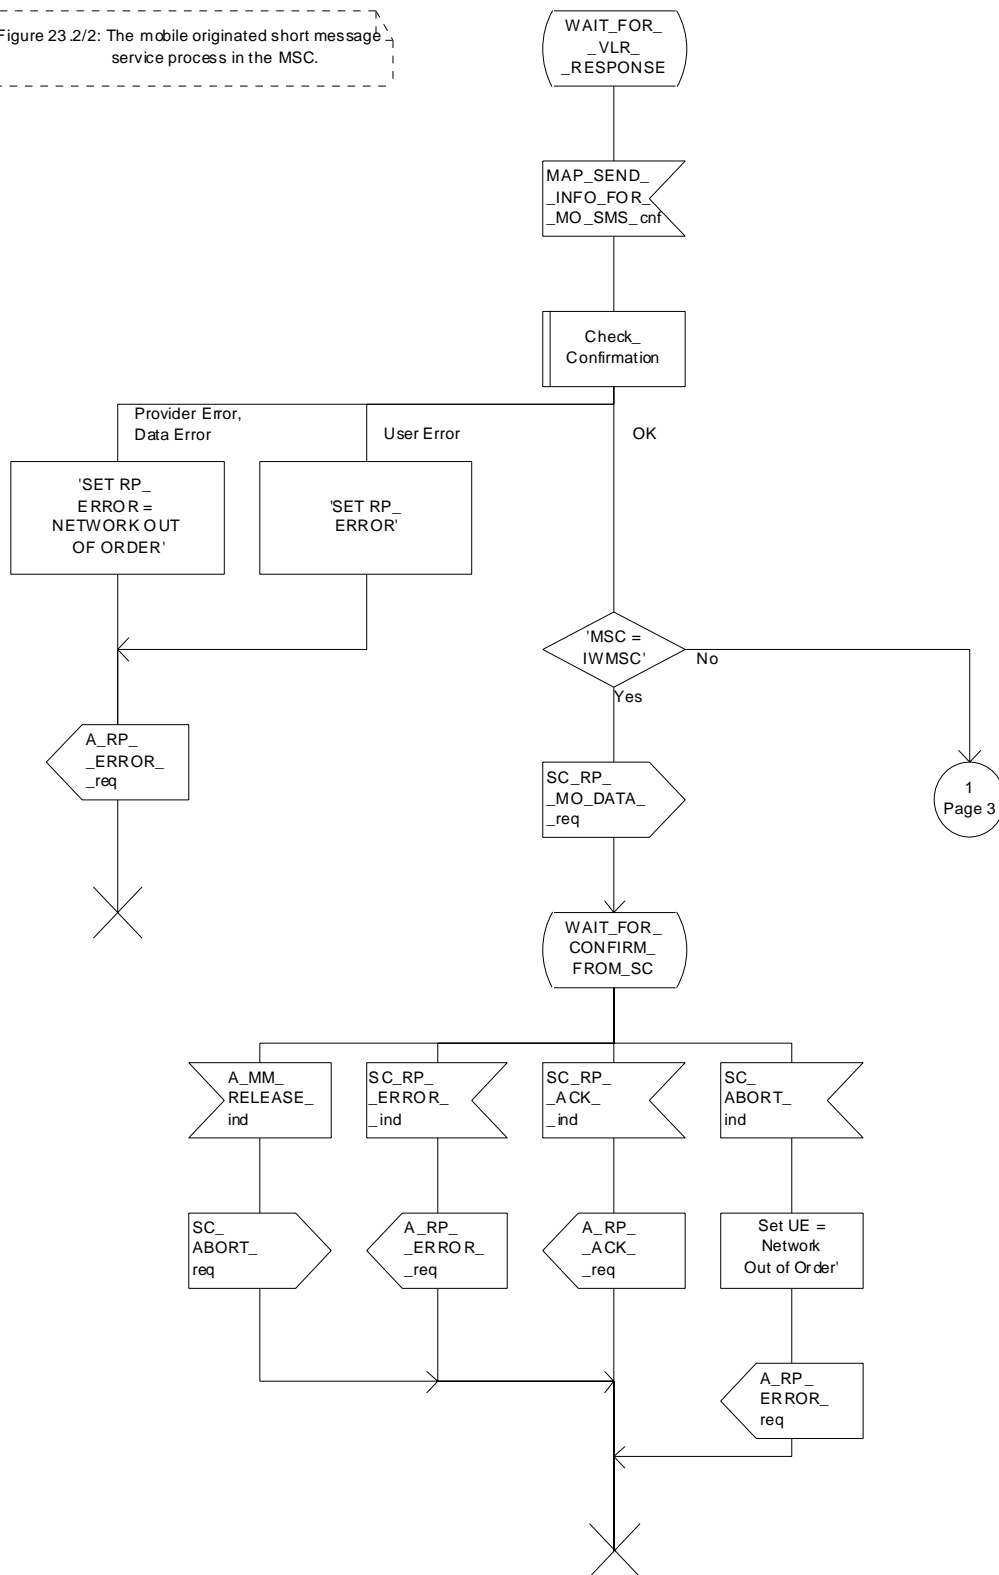 Figure 23.2/2: The mobile originated short message
service process in the MSC.
WAIT_FOR_
_VLR_
_RESPONSE
MAP_SEND_
_INFO_FOR_
_MO_SMS_cnf
Check_
Confirmation
Provider Error,
Data Error
User Error
OK
'SET RP_
ERROR =
NETWORK OUT
OF ORDER'
'SET RP_
ERROR'
'MSC =
IWMSC'
No
Yes
A_RP_
_ERROR_
_req
SC_RP_
_MO_DATA_
_req
1
Page 3
WAIT_FOR_
CONFIRM_
FROM_SC
A_MM_
RELEASE_
ind
SC_RP_
_ERROR_
_ind
SC_RP_
_ACK_
_ind
SC_
ABORT_
ind
SC_
ABORT_
req
A_RP_
_ERROR_
_req
A_RP_
_ACK_
_req
Set UE =
Network
Out of Order'
A_RP_
ERROR_
req